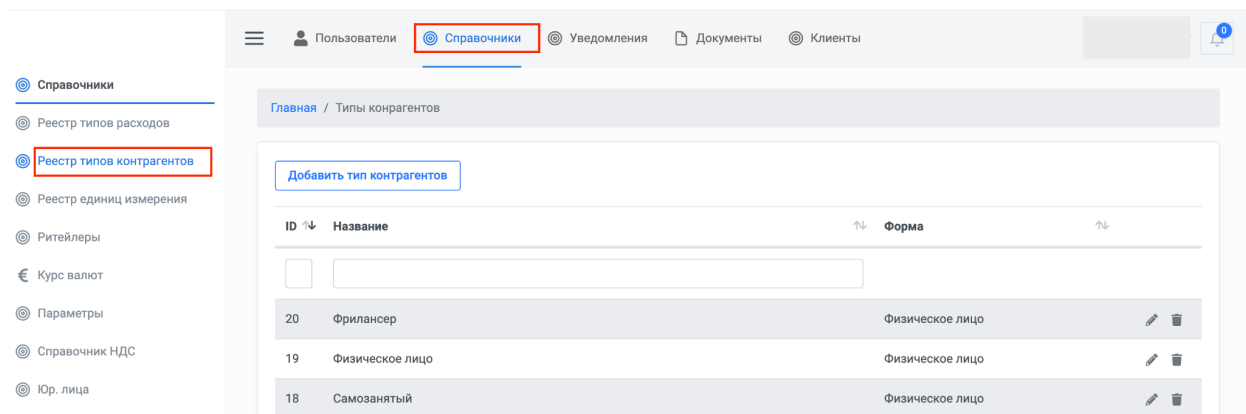 Пользователи Справочники Уведомления Документы Клиенты 0
Справочники
Реестр типов расходов
Реестр типов контрагентов
Реестр единиц измерения
Ритейлеры
Курс валют
Параметры
Справочник НДС
Юр. лица
Главная / Типы конрагентов
Добавить тип контрагентов
ID Название Форма
20 Фрилансер Физическое лицо
19 Физическое лицо Физическое лицо
18 Самозанятый Физическое лицо